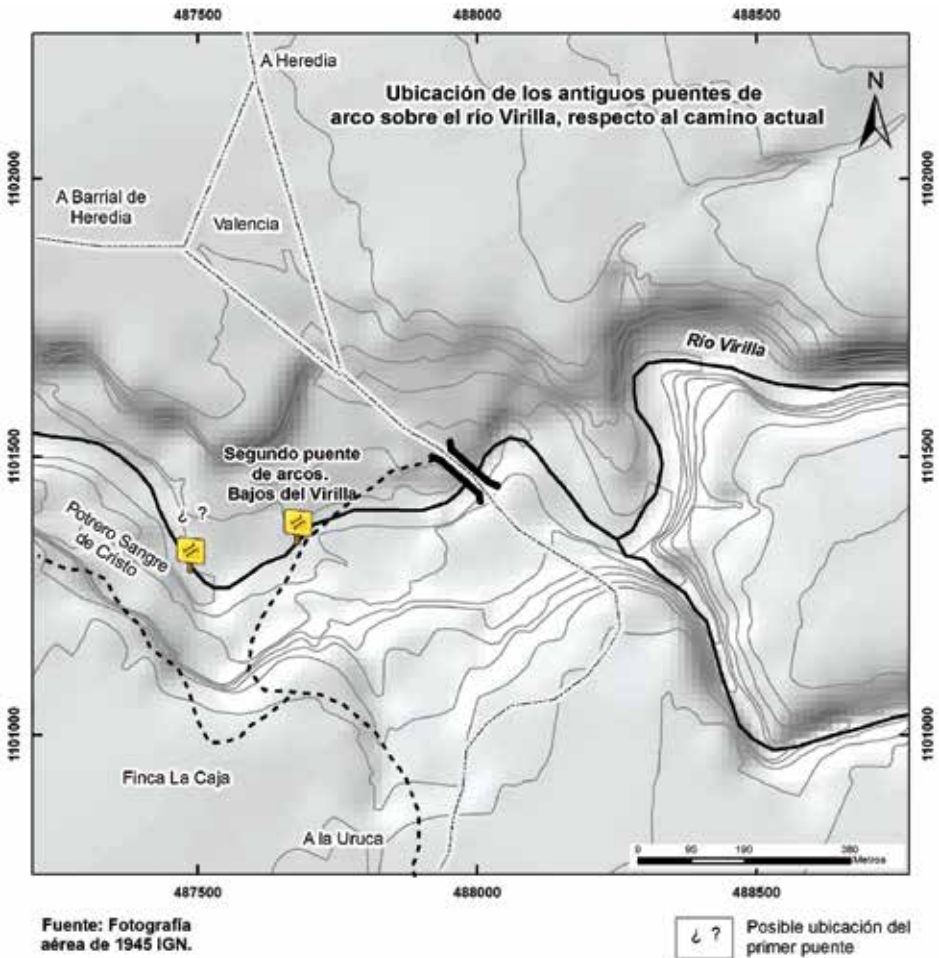 487500 488000 488500
A Heredia
Ubicación de los antiguos puentes de
arco sobre el río Virilla, respecto al camino actual
N
1102000
1102000
A Barrial de
Heredia
Valencia
Río Virilla
1101500
1101500
Segundo puente
de arcos.
Bajos del Virilla
¿ ?
Potrero Sangre
de Cristo
1101000
1101000
Finca La Caja
A la Uruca
0 95 190 380
Metros
487500 488000 488500
Fuente: Fotografía
aérea de 1945 IGN.
¿ ?
Posible ubicación del
primer puente